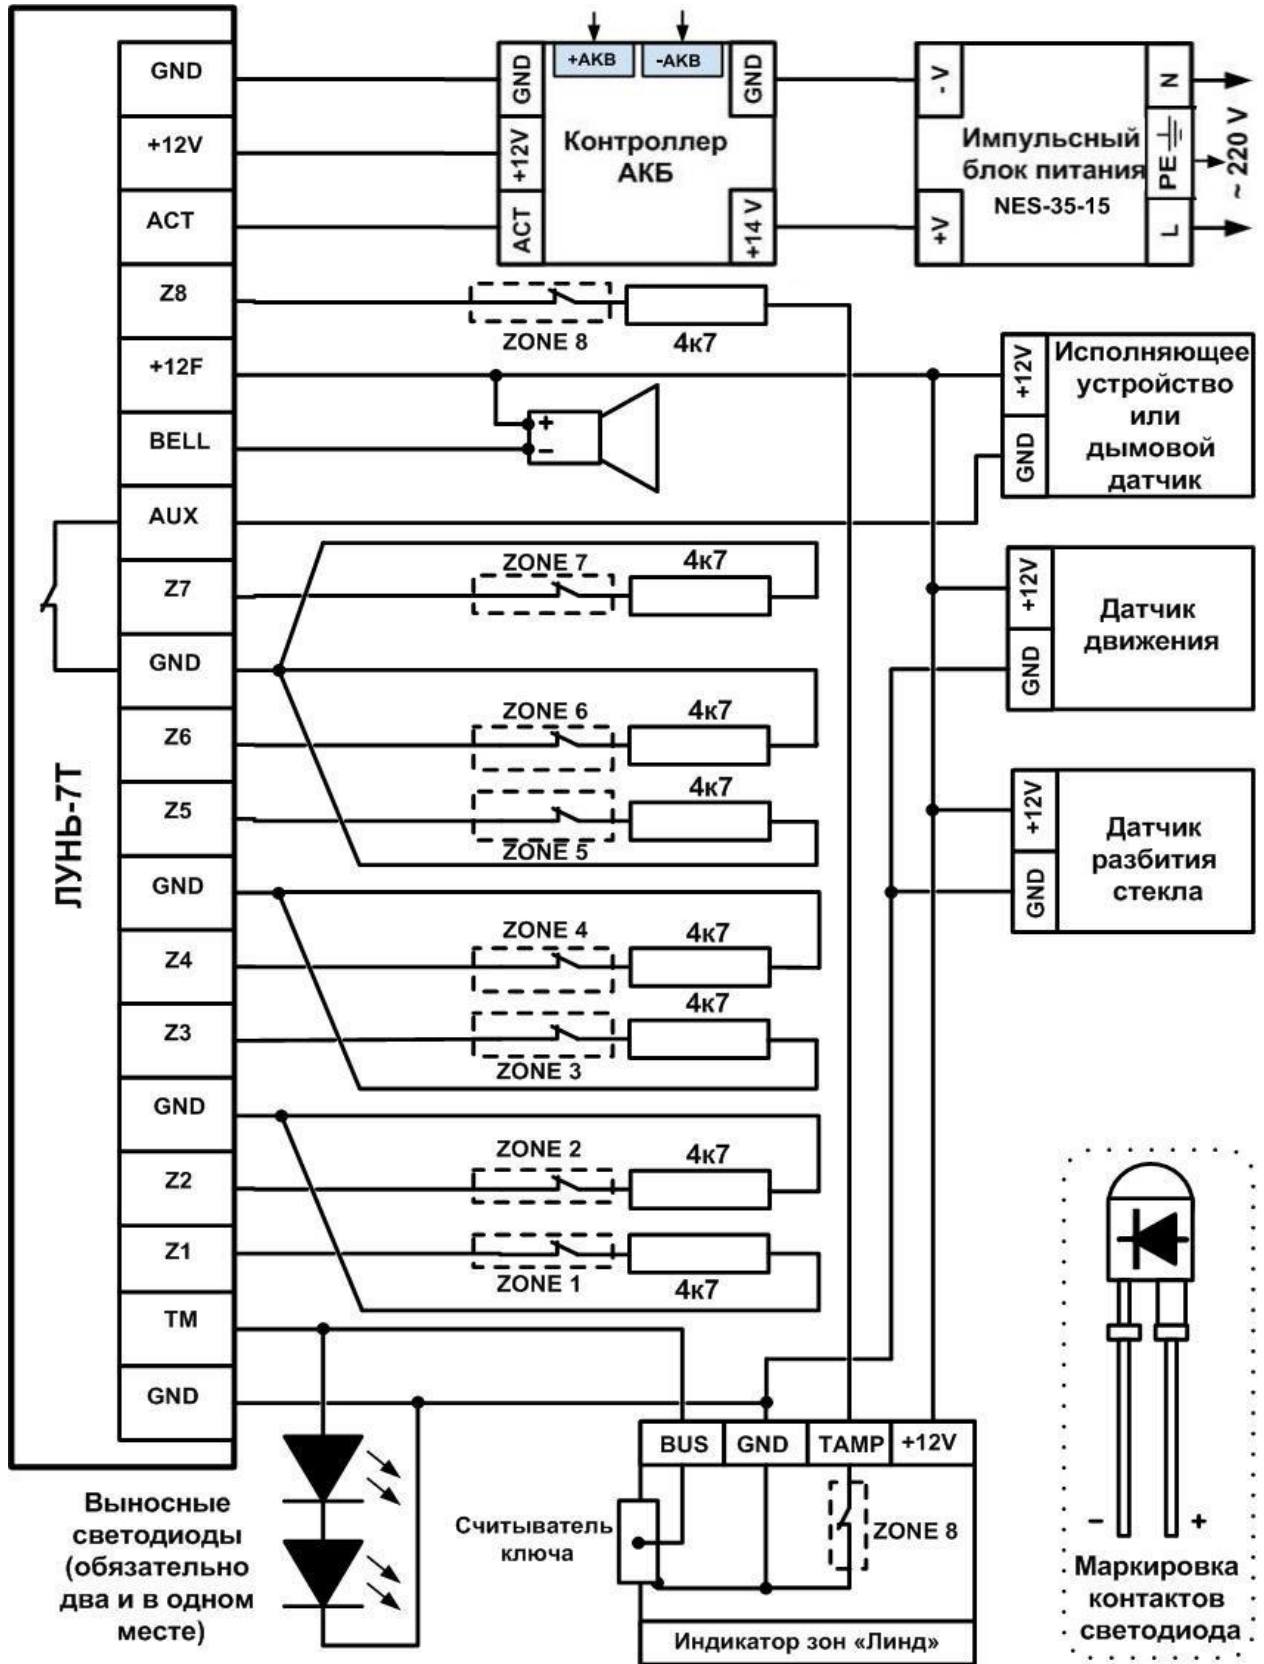 ЛУНЬ-7Т
GND
+12V
ACT
Z8
+12F
BELL
AUX
Z7
GND
Z6
Z5
GND
Z4
Z3
GND
Z2
Z1
TM
GND
+АКВ
-АКВ
GND
+12V
ACT
GND
+14 V
Контроллер
АКБ
- V
+V
Импульсный
блок питания
NES-35-15
N
PE
L
~ 220 V
ZONE 8
4к7
+
–
+12V
GND
Исполняющее
устройство
или
дымовой
датчик
ZONE 7
4к7
+12V
GND
Датчик
движения
ZONE 6
4к7
4к7
ZONE 5
+12V
GND
Датчик
разбития
стекла
ZONE 4
4к7
4к7
ZONE 3
ZONE 2
4к7
ZONE 1
4к7
BUS
GND
TAMP
+12V
Считыватель
ключа
ZONE 8
Индикатор зон «Линд»
Выносные
светодиоды
(обязательно
два и в одном
месте)
–
+
Маркировка
контактов
светодиода